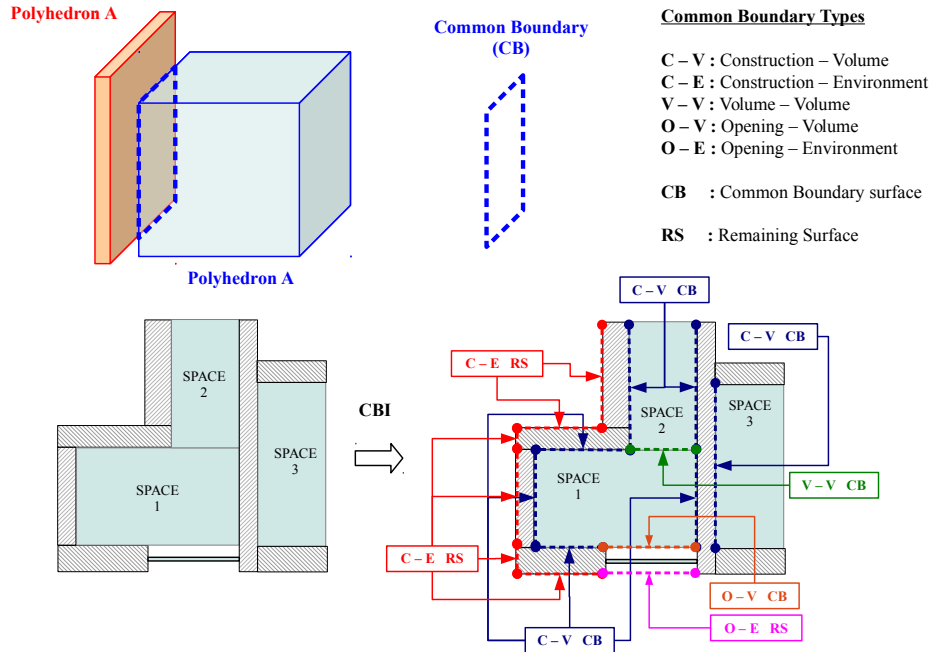 Polyhedron A
Common Boundary
(CB)
Polyhedron A
Common Boundary Types
C – V : Construction – Volume
C – E : Construction – Environment
V – V : Volume – Volume
O – V : Opening – Volume
O – E : Opening – Environment
CB : Common Boundary surface
RS : Remaining Surface
SPACE
2
SPACE
3
SPACE
1
CBI
C – V CB
C – V CB
C – E RS
SPACE
2
SPACE
3
SPACE
1
V – V CB
C – E RS
O – V CB
C – V CB
O – E RS